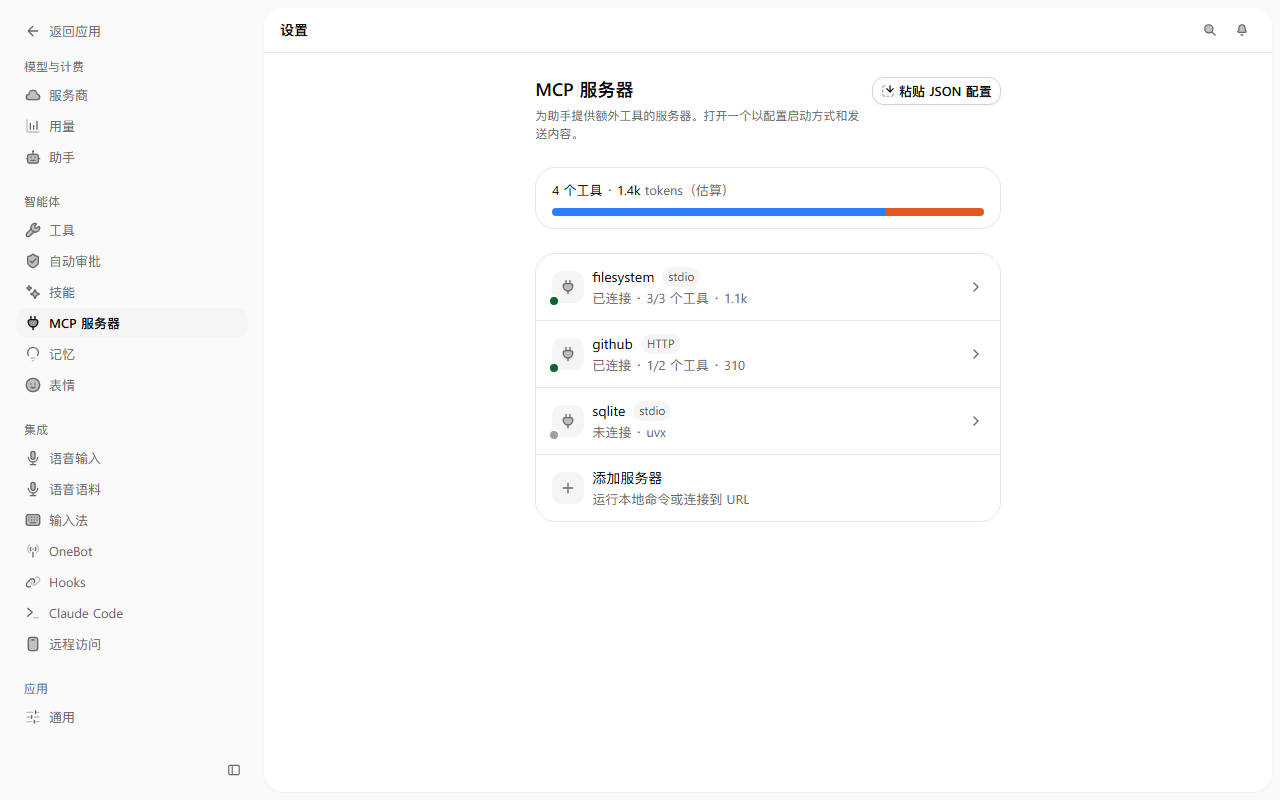 返回应用
模型与计费
服务商
用量
助手
智能体
工具
自动审批
技能
MCP 服务器
记忆
表情
集成
语音输入
语音语料
输入法
OneBot
Hooks
Claude Code
远程访问
应用
通用
设置
MCP 服务器
粘贴 JSON 配置
为助手提供额外工具的服务器。打开一个以配置启动方式和发
送内容。
4 个工具 · 1.4k tokens（估算）
filesystem stdio
已连接 · 3/3 个工具 · 1.1k
github HTTP
已连接 · 1/2 个工具 · 310
sqlite stdio
未连接 · uvx
添加服务器
运行本地命令或连接到 URL